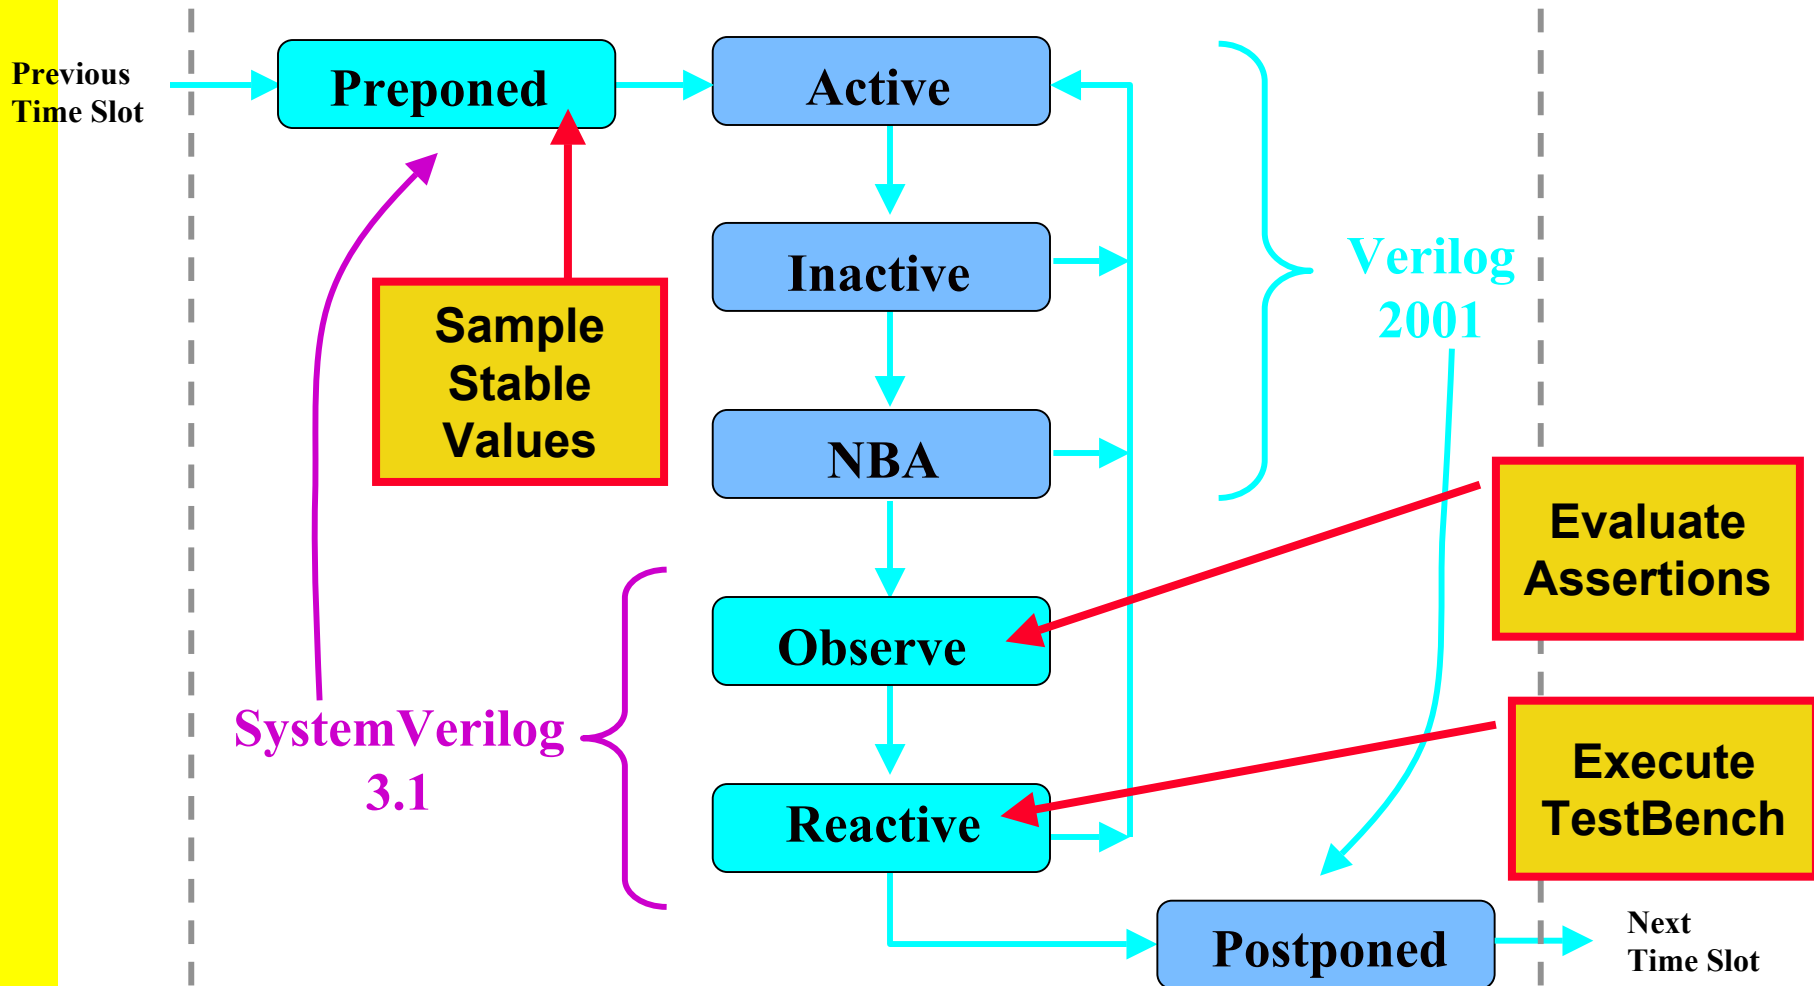 Previous
Time Slot
Preponed
Active
Inactive
Verilog
2001
Sample
Stable
Values
NBA
Evaluate
Assertions
Observe
SystemVerilog
3.1
Execute
TestBench
Reactive
Postponed
Next
Time Slot